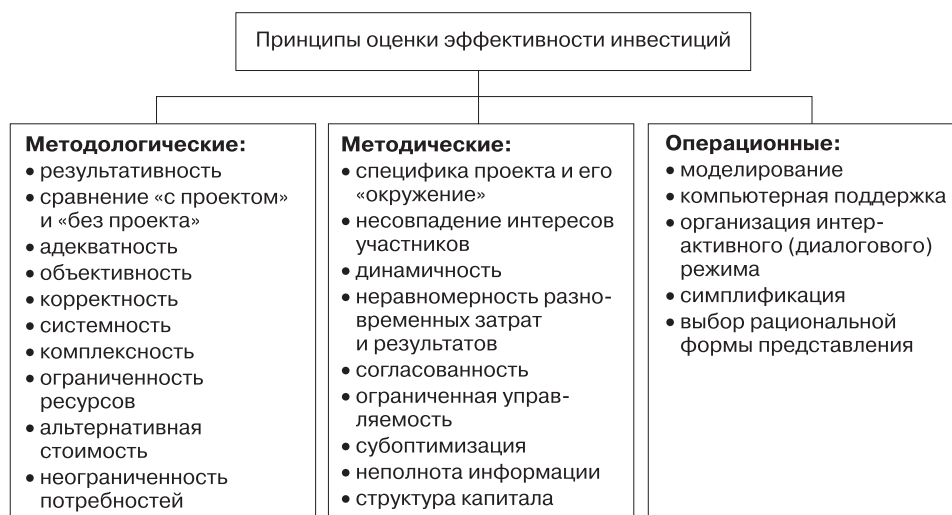 Принципы оценки эффективности инвестиций
Методологические:
• результативность
• сравнение «с проектом»
и «без проекта»
• адекватность
• объективность
• корректность
• системность
• комплексность
• ограниченность
ресурсов
• альтернативная
стоимость
• неограниченность
потребностей
Методические:
• специфика проекта и его
«окружение»
• несовпадение интересов
участников
• динамичность
• неравномерность разно-
временных затрат
и результатов
• согласованность
• ограниченная управ-
ляемость
• субоптимизация
• неполнота информации
• структура капитала
Операционные:
• моделирование
• компьютерная поддержка
• организация интер-
активного (диалогового)
режима
• симплификация
• выбор рациональной
формы представления